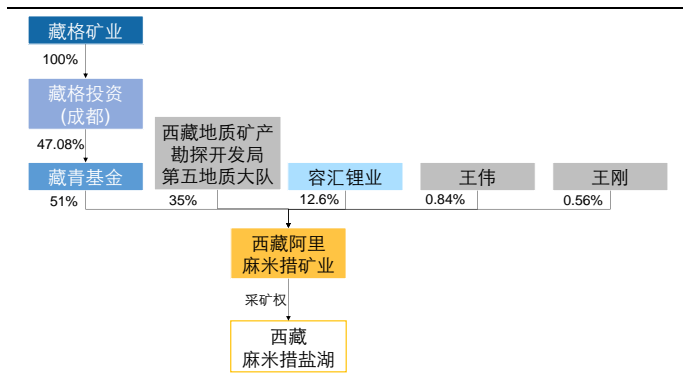 藏格矿业
100%
藏格投资
(成都)
47.08%
西藏地质矿产
勘探开发局
第五地质大队
藏青基金
容汇锂业
王伟
王刚
51%
35%
12.6%
0.84%
0.56%
西藏阿里
麻米措矿业
采矿权
西藏
麻米措盐湖